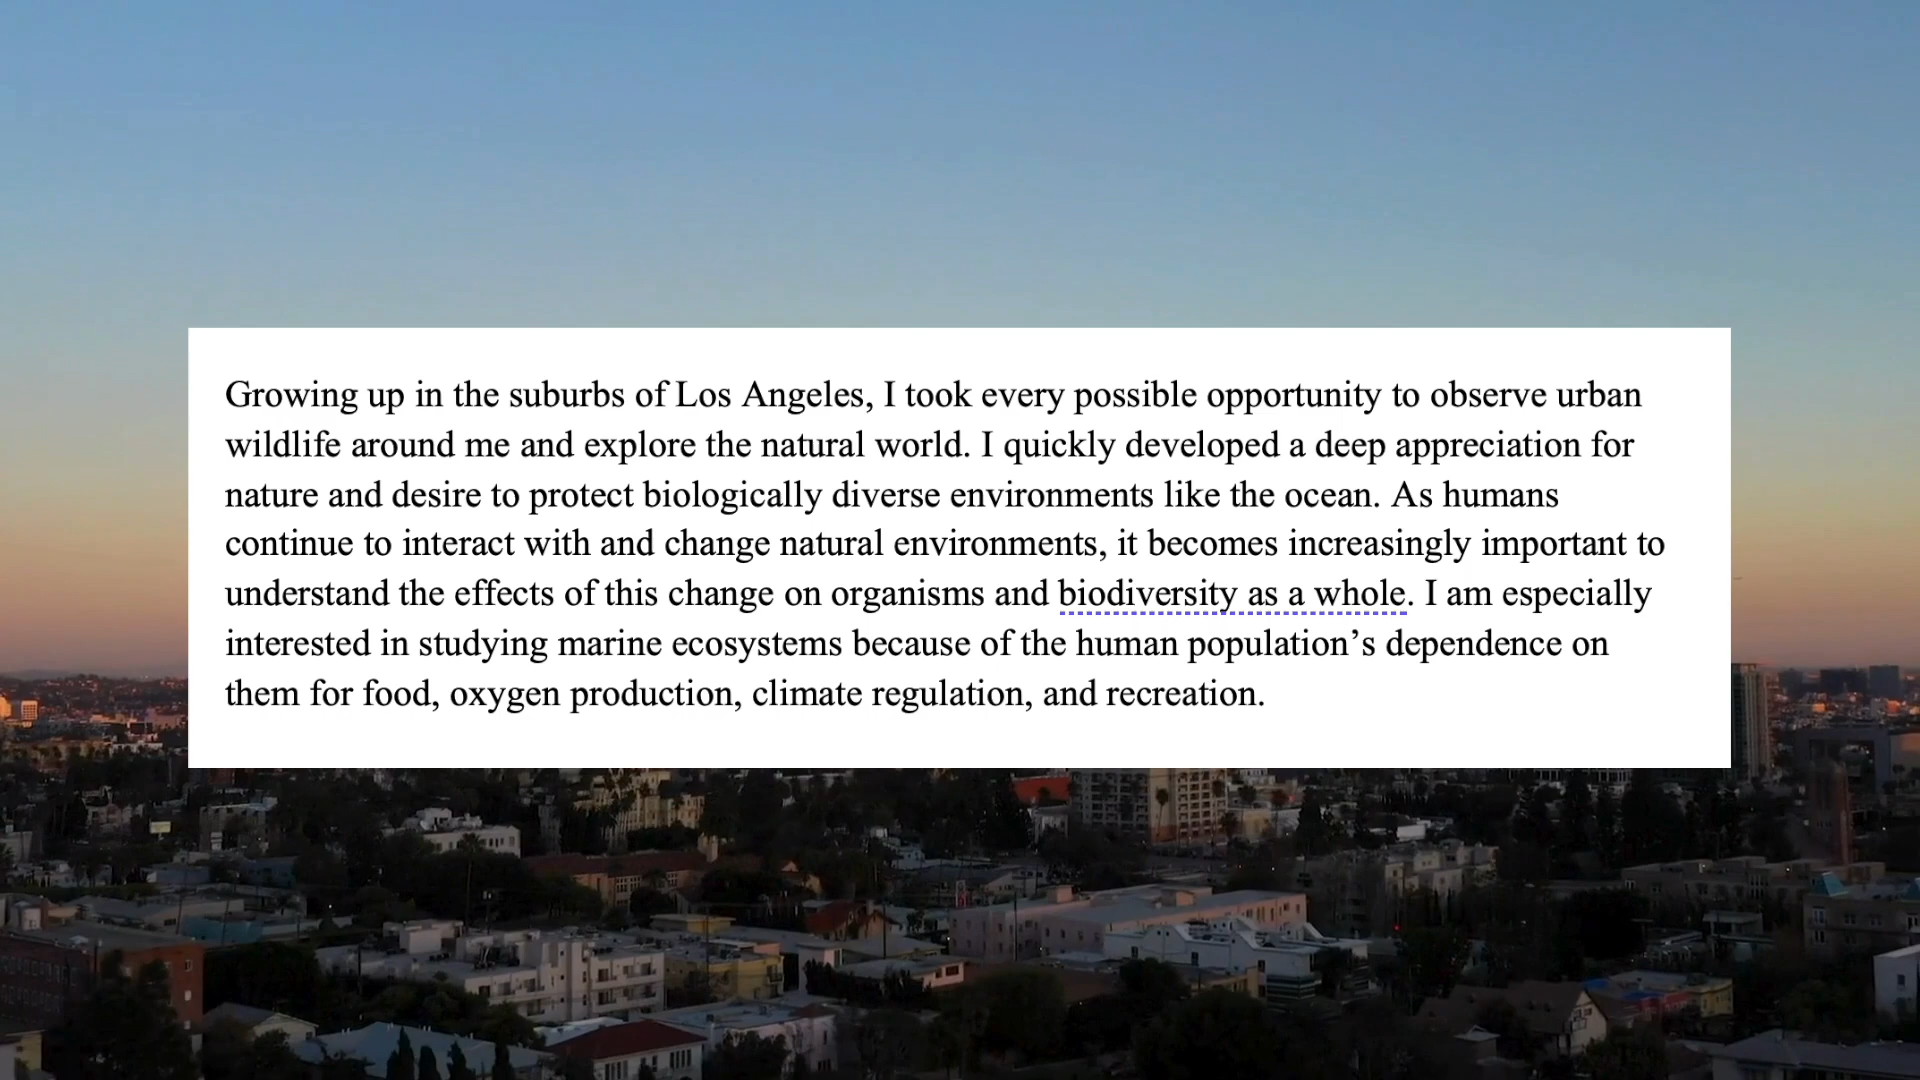 Growing up in the suburbs of Los Angeles, I took every possible opportunity to observe urban
wildlife around me and explore the natural world. I quickly developed a deep appreciation for
nature and desire to protect biologically diverse environments like the ocean. As humans
continue to interact with and change natural environments, it becomes increasingly important to
understand the effects of this change on organisms and biodiversity as a whole. I am especially
interested in studying marine ecosystems because of the human population’s dependence on
them for food, oxygen production, climate regulation, and recreation.